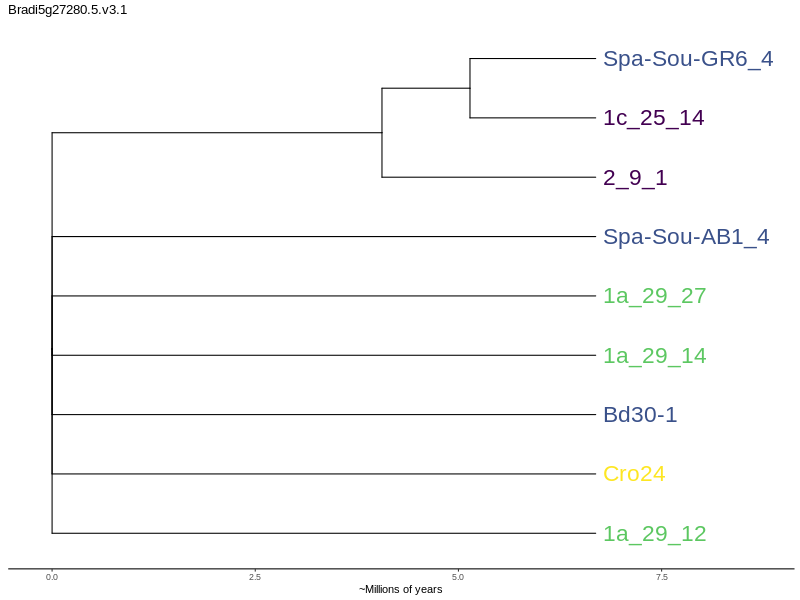 Bradi5g27280.5.v3.1
Spa-Sou-GR6_4
1c_25_14
2_9_1
Spa-Sou-AB1_4
1a_29_27
1a_29_14
Bd30-1
Cro24
1a_29_12
0.0 2.5 5.0 7.5
~Millions of years